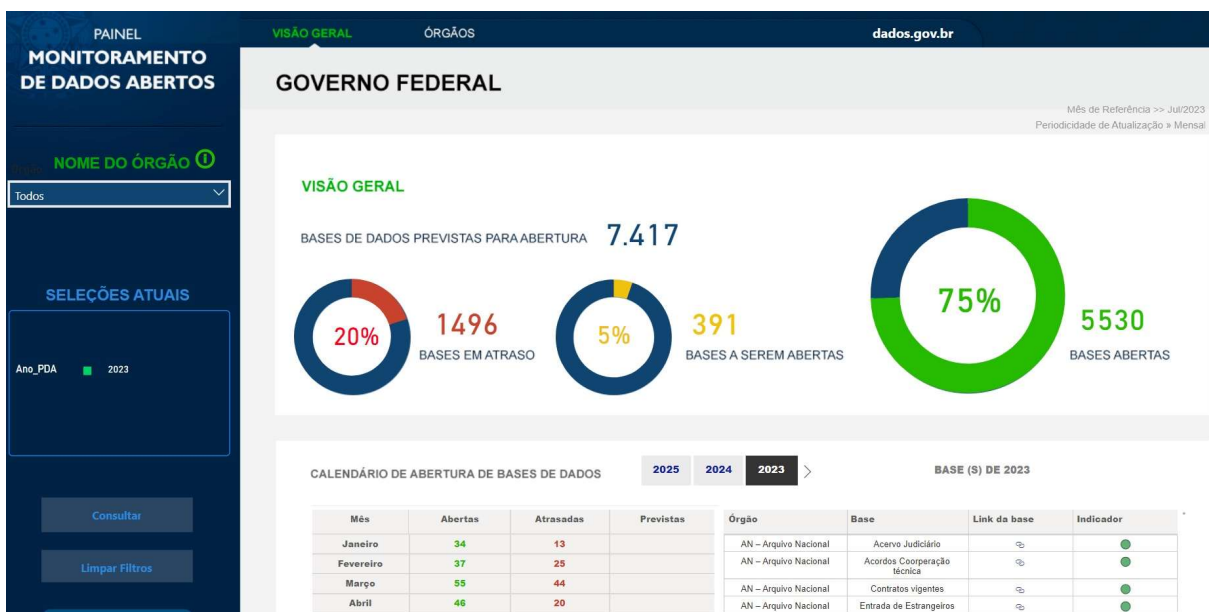 PAINEL
MONITORAMENTO
DE DADOS ABERTOS
NOME DO ÓRGÃO
Todos
SELEÇÕES ATUAIS
Ano_PDA 2023
Consultar
Limpar Filtros
VISÃO GERAL ÓRGÃOS dados.gov.br
GOVERNO FEDERAL
Mês de Referência >> Jul/2023
Periodicidade de Atualização » Mensal
VISÃO GERAL
BASES DE DADOS PREVISTAS PARA ABERTURA 7.417
20% 1496
BASES EM ATRASO
5% 391
BASES A SEREM ABERTAS
75% 5530
BASES ABERTAS
CALENDÁRIO DE ABERTURA DE BASES DE DADOS 2025 2024 2023 BASE (S) DE 2023
Mês Abertas Atrasadas Previstas
Janeiro 34 13
Fevereiro 37 25
Março 55 44
Abril 46 20
Órgão Base Link da base Indicador
AN – Arquivo Nacional Acervo Judiciário
AN – Arquivo Nacional Acordos Coorperação
técnica
AN – Arquivo Nacional Contratos vigentes
AN – Arquivo Nacional Entrada de Estrangeiros